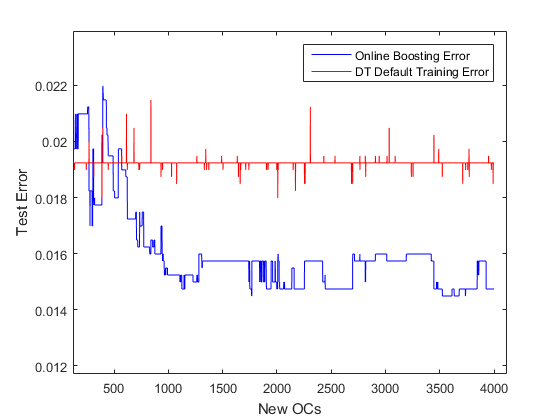 Online Boosting Error
DT Default Training Error
0.022
0.02
0.018
0.016
0.014
0.012
Test Error
500 1000 1500 2000 2500 3000 3500 4000
New OCs